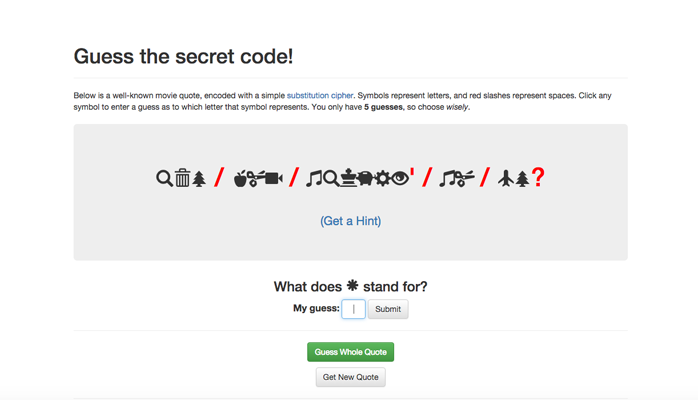 Guess the secret code!
Below is a well-known movie quote, encoded with a simple substitution cipher. Symbols represent letters, and red slashes represent spaces. Click any
symbol to enter a guess as to which letter that symbol represents. You only have 5 guesses, so choose wisely.
/ / ' / / ?
(Get a Hint)
What does ✱ stand for?
My guess: Submit
Guess Whole Quote
Get New Quote